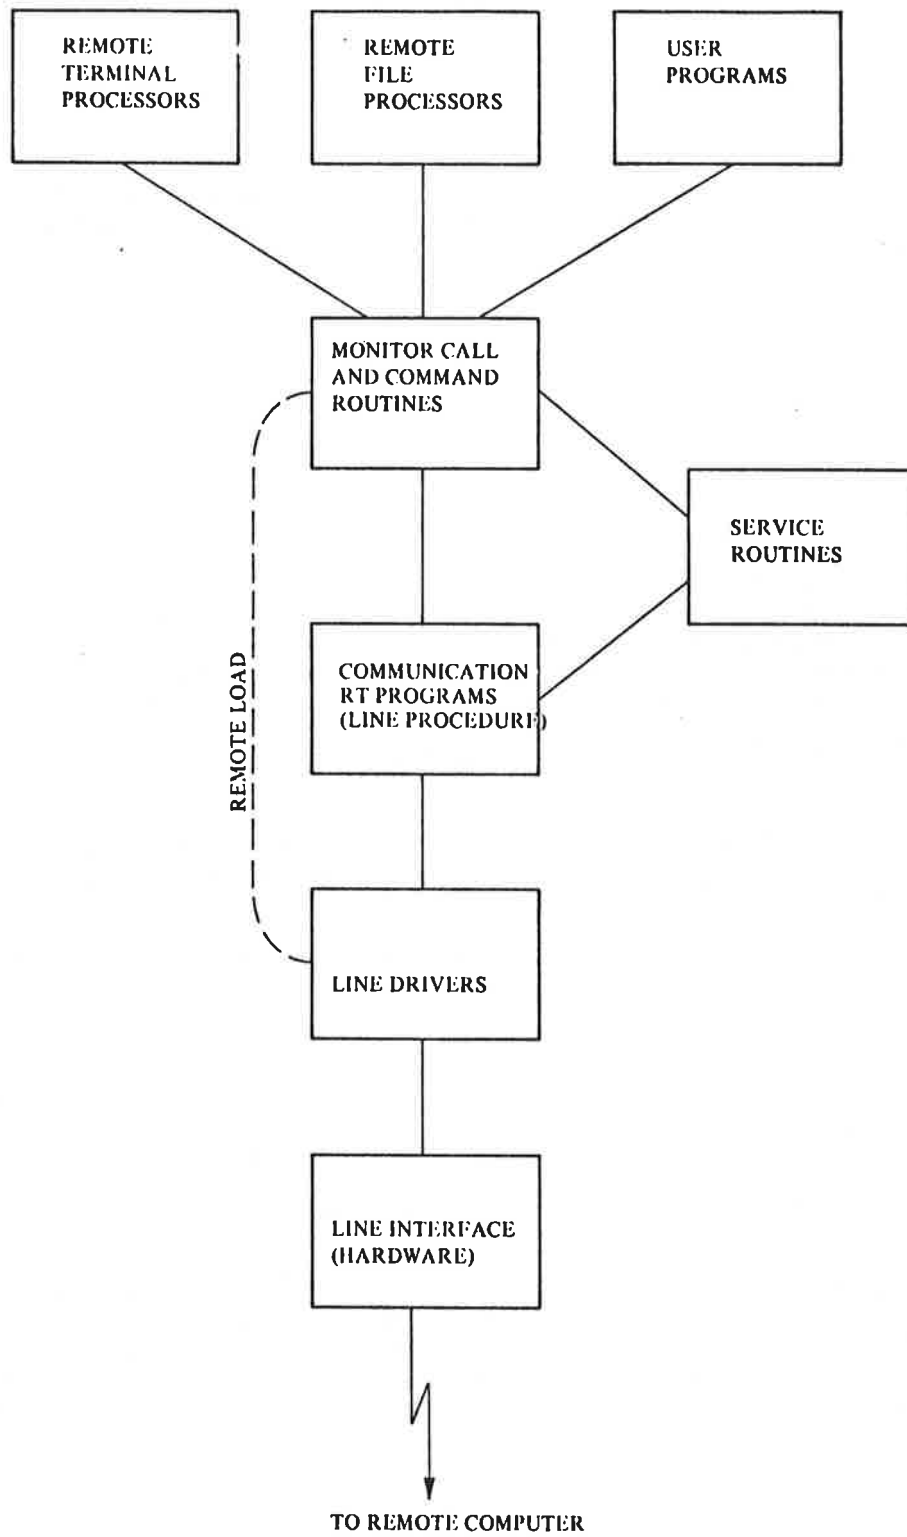 REMOTE
TERMINAL
PROCESSORS
REMOTE
FILE
PROCESSORS
USER
PROGRAMS
MONITOR CALL
AND COMMAND
ROUTINES
SERVICE
ROUTINES
COMMUNICATION
RT PROGRAMS
(LINE PROCEDURE)
REMOTE LOAD
LINE DRIVERS
LINE INTERFACE
(HARDWARE)
TO REMOTE COMPUTER